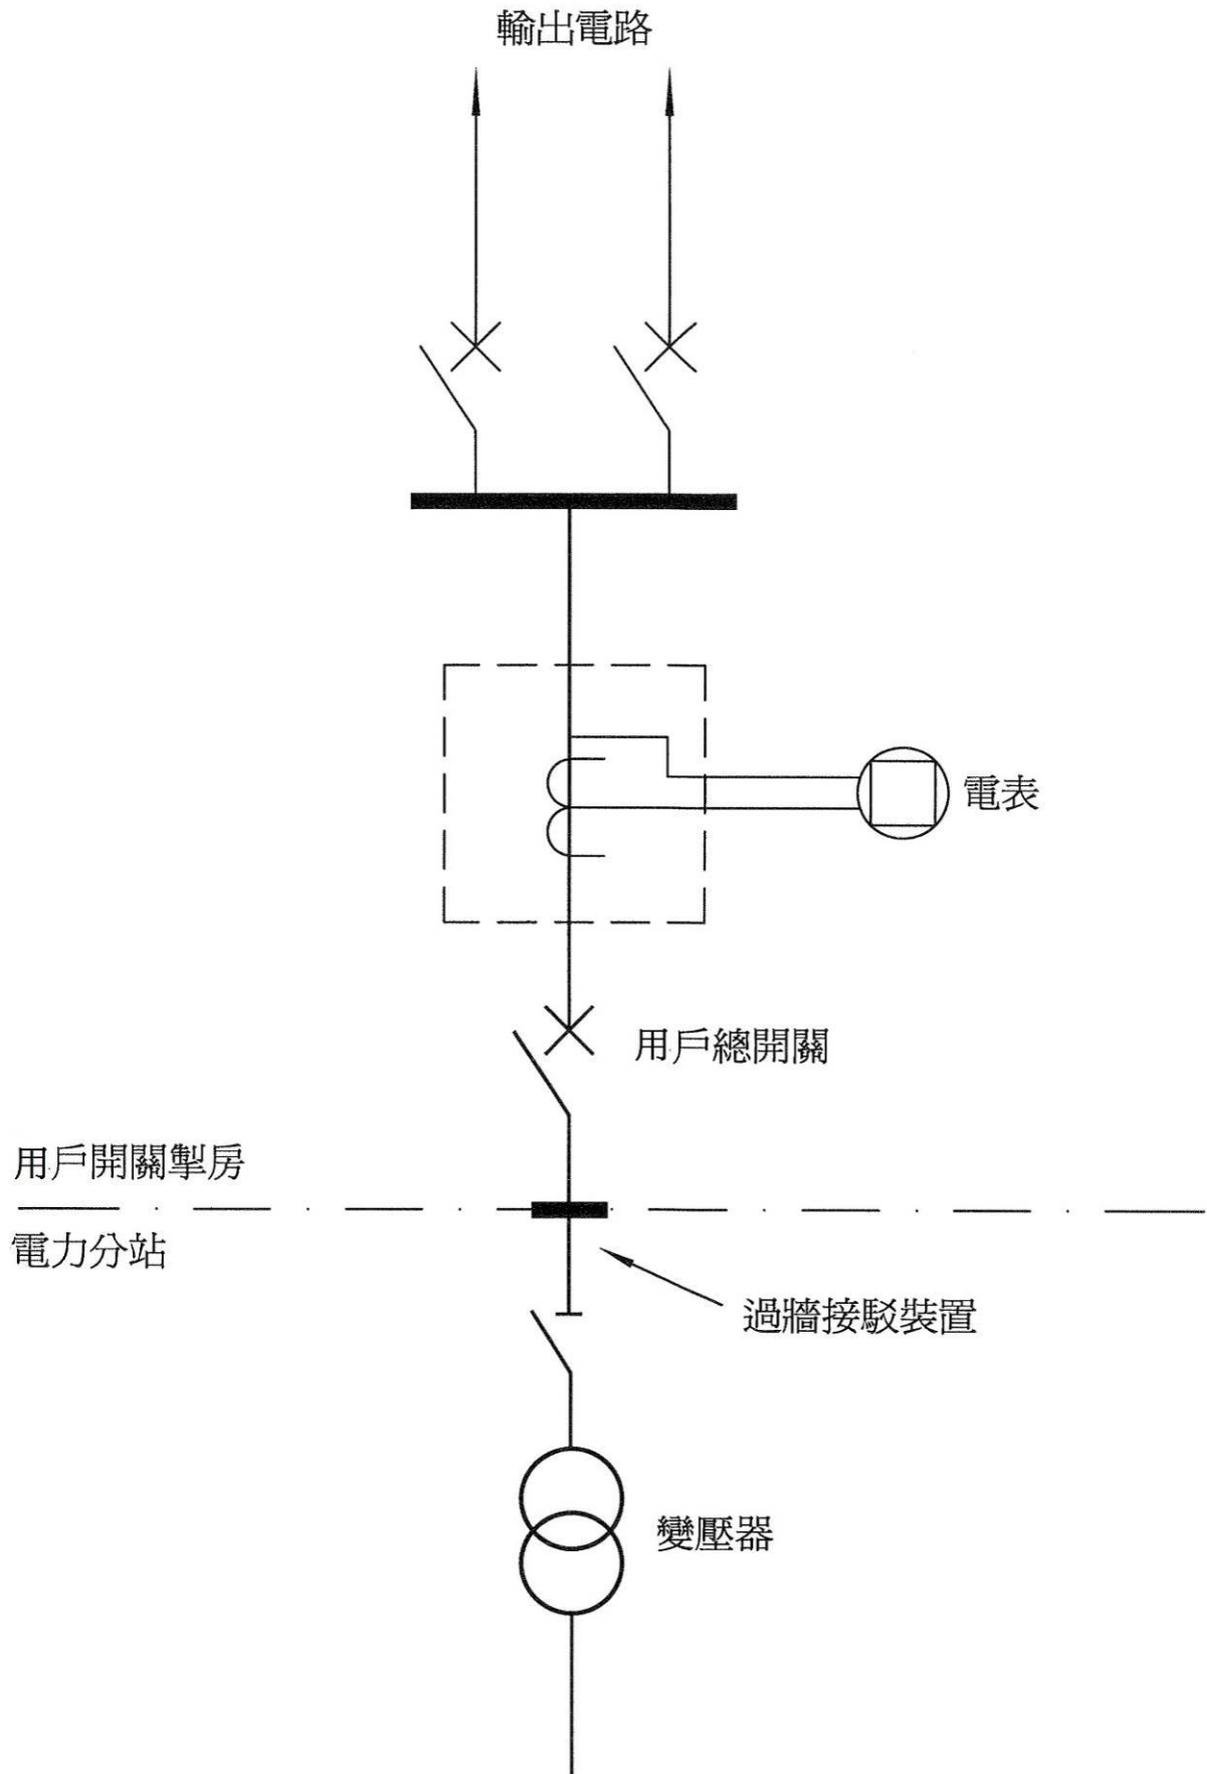 輸出電路
電表
用戶總開關
用戶開關掣房
電力分站
過牆接駁裝置
變壓器